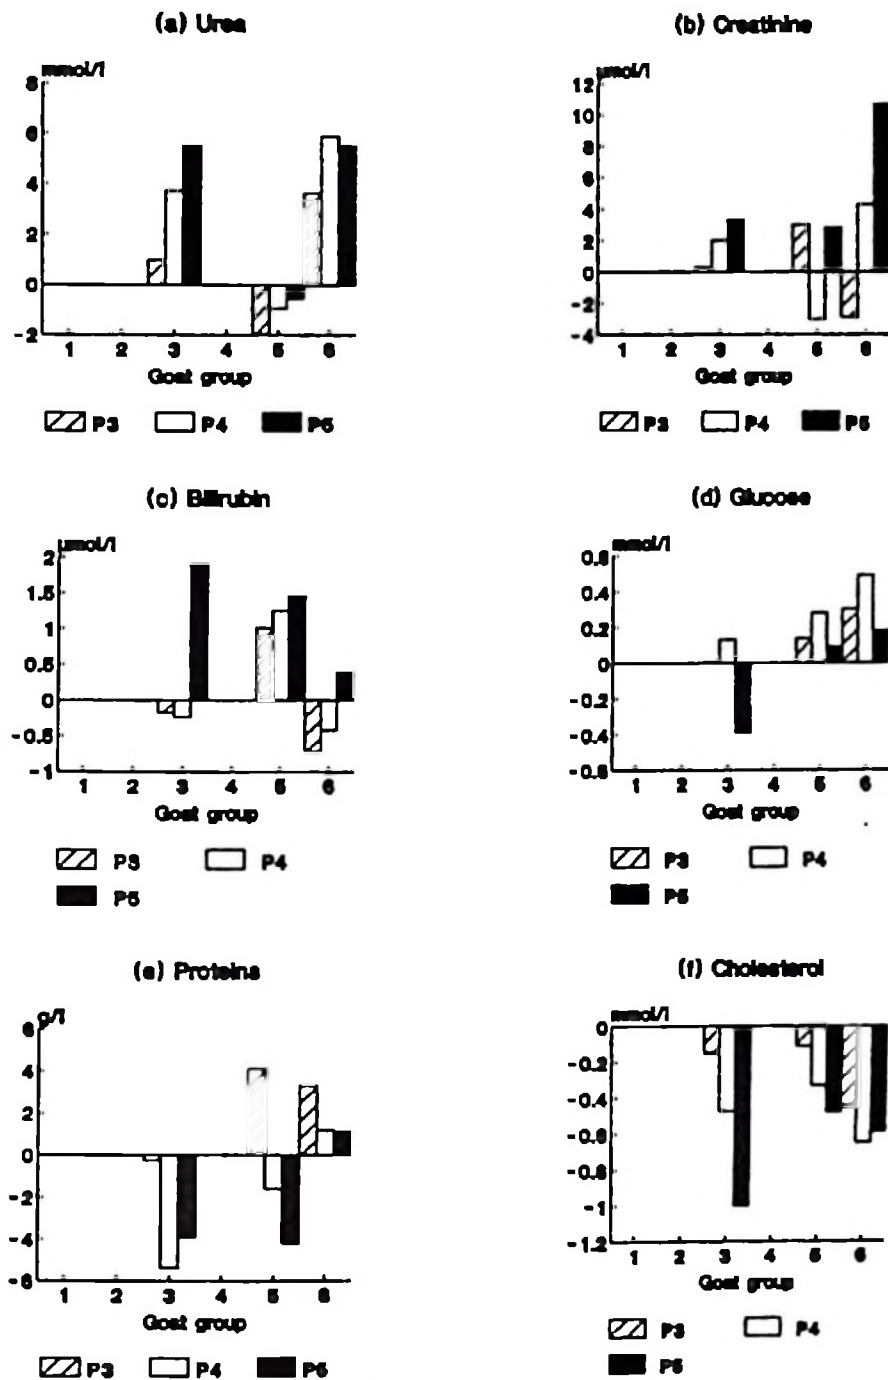 (a) Urea
mmol/l
8
6
4
2
0
-2
1 2 3 4 5 6
Goat group
P3 P4 P5
(b) Creatinine
µmol/l
12
10
8
6
4
2
0
-2
-4
1 2 3 4 5 6
Goat group
P3 P4 P5
(c) Bilirubin
µmol/l
2
1.5
1
0.5
0
-0.5
-1
1 2 3 4 5 6
Goat group
P3 P4
P5
(d) Glucose
mmol/l
0.6
0.4
0.2
0
-0.2
-0.4
-0.6
1 2 3 4 5 6
Goat group
P3 P4
P5
(e) Proteins
g/l
6
4
2
0
-2
-4
-6
1 2 3 4 5 6
Goat group
P3 P4 P5
(f) Cholesterol
mmol/l
0
-0.2
-0.4
-0.6
-0.8
-1
-1.2
1 2 3 4 5 6
Goat group
P3 P4
P5